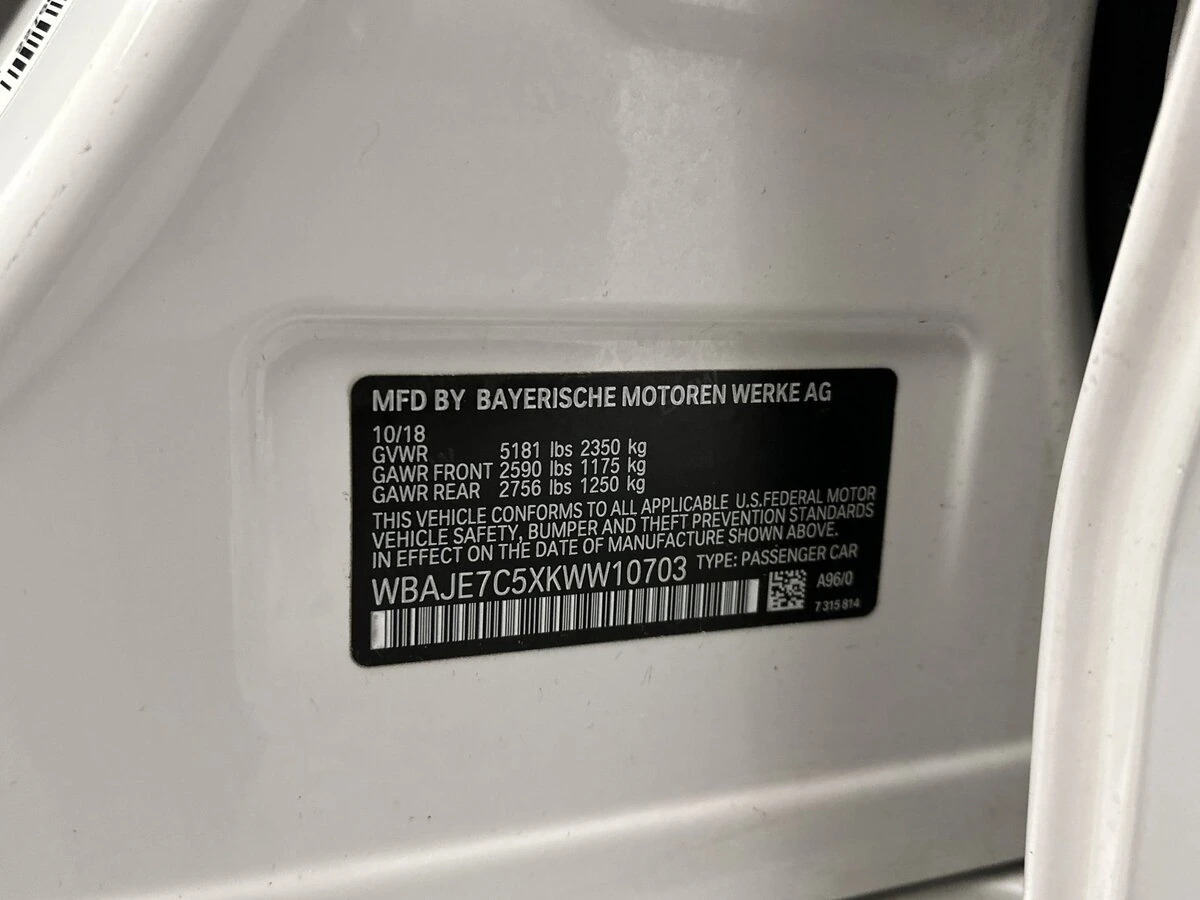 MFD BY BAYERISCHE MOTOREN WERKE AG
10/18
GVWR 5181 lbs 2350 kg
GAWR FRONT 2590 lbs 1175 kg
GAWR REAR 2756 lbs 1250 kg
THIS VEHICLE CONFORMS TO ALL APPLICABLE U.S.FEDERAL MOTOR
VEHICLE SAFETY, BUMPER AND THEFT PREVENTION STANDARDS
IN EFFECT ON THE DATE OF MANUFACTURE SHOWN ABOVE.
WBAJE7C5XKWW10703 TYPE: PASSENGER CAR
A96/0
7 315 814